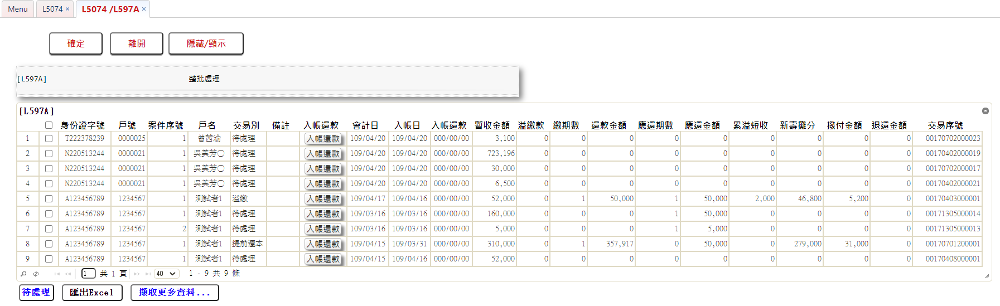 Menu L5074 × L5074 /L597A ×
確定 離開 隱藏/顯示
[L597A] 整批處理
[L597A]
身份證字號 戶號 案件序號 戶名 交易別 備註 入帳還款 會計日 入帳日 入帳還款 暫收金額 溢繳款 繳期數 還款金額 應還期數 應還金額 累溢短收 新壽攤分 撥付金額 退還金額 交易序號
1 T222378239 0000025 1 曾茜渝 待處理 入帳還款 109/04/20 109/04/20 000/00/00 3,100 0 0 0 0 0 0 0 0 0 00170702000023
2 N220513244 0000021 1 吳美芳〇 待處理 入帳還款 109/04/20 109/04/20 000/00/00 723,196 0 0 0 0 0 0 0 0 0 00170402000019
3 N220513244 0000021 1 吳美芳〇 待處理 入帳還款 109/04/20 109/04/20 000/00/00 30,000 0 0 0 0 0 0 0 0 0 00170702000017
4 N220513244 0000021 1 吳美芳〇 待處理 入帳還款 109/04/20 109/04/20 000/00/00 6,500 0 0 0 0 0 0 0 0 0 00170402000021
5 A123456789 1234567 1 測試者1 溢繳 入帳還款 109/04/17 109/04/16 000/00/00 52,000 0 1 50,000 1 50,000 2,000 46,800 5,200 0 00170403000001
6 A123456789 1234567 1 測試者1 待處理 入帳還款 109/03/16 109/03/16 000/00/00 160,000 0 0 0 1 50,000 0 0 0 0 00171305000014
7 A123456789 1234567 2 測試者1 待處理 入帳還款 109/03/16 109/03/16 000/00/00 5,000 0 0 0 1 5,000 0 0 0 0 00171305000013
8 A123456789 1234567 1 測試者1 提前還本 入帳還款 109/04/15 109/03/31 000/00/00 310,000 0 1 357,917 0 50,000 0 279,000 31,000 0 00170701200001
9 A123456789 1234567 1 測試者1 待處理 入帳還款 109/04/15 109/04/16 000/00/00 52,000 0 0 0 0 0 0 0 0 0 00170408000001
1 共 1 頁 40 1 - 9 共 9 條
待處理 匯出Excel 擷取更多資料...